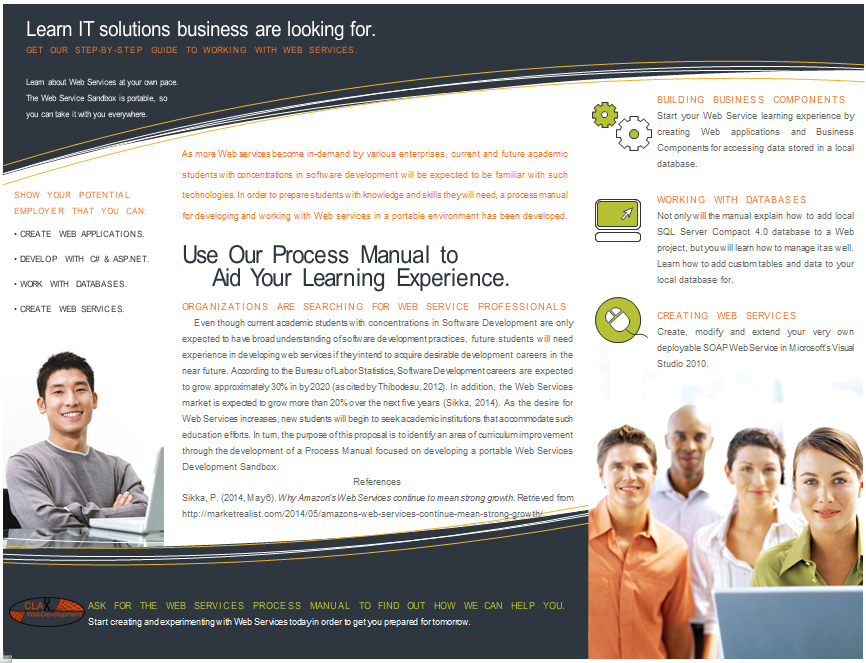 Learn IT solutions business are looking for.
GET OUR STEP-BY-STEP GUIDE TO WORKING WITH WEB SERVICES.
Learn about Web Services at your own pace.
The Web Service Sandbox is portable, so
you can take it with you everywhere.
SHOW YOUR POTENTIAL
EMPLOYER THAT YOU CAN:
• CREATE WEB APPLICATIONS.
• DEVELOP WITH C# & ASP.NET.
• WORK WITH DATABASES.
• CREATE WEB SERVICES.
As more Web services become in-demand by various enterprises, current and future academic
students with concentrations in software development will be expected to be familiar with such
technologies. In order to prepare students with knowledge and skills they will need, a process manual
for developing and working with Web services in a portable environment has been developed.
Use Our Process Manual to
Aid Your Learning Experience.
ORGANIZATIONS ARE SEARCHING FOR WEB SERVICE PROFESSIONALS
Even though current academic students with concentrations in Software Development are only
expected to have broad understanding of software development practices, future students will need
experience in developing web services if they intend to acquire desirable development careers in the
near future. According to the Bureau of Labor Statistics, Software Development careers are expected
to grow approximately 30% in by 2020 (as cited by Thibodeau, 2012). In addition, the Web Services
market is expected to grow more than 20% over the next five years (Sikka, 2014). As the desire for
Web Services increases, new students will begin to seek academic institutions that accommodate such
education efforts. In turn, the purpose of this proposal is to identify an area of curriculum improvement
through the development of a Process Manual focused on developing a portable Web Services
Development Sandbox.
References
Sikka, P. (2014, May 6). Why Amazon's Web Services continue to mean strong growth. Retrieved from
http://marketrealist.com/2014/05/amazons-web-services-continue-mean-strong-growth/
BUILDING BUSINESS COMPONENTS
Start your Web Service learning experience by
creating Web applications and Business
Components for accessing data stored in a local
database.
WORKING WITH DATABASES
Not only will the manual explain how to add local
SQL Server Compact 4.0 database to a Web
project, but you will learn how to manage it as well.
Learn how to add custom tables and data to your
local database for.
CREATING WEB SERVICES
Create, modify and extend your very own
deployable SOAP Web Service in Microsoft's Visual
Studio 2010.
CLA&
WebDevelopment
ASK FOR THE WEB SERVICES PROCESS MANUAL TO FIND OUT HOW WE CAN HELP YOU.
Start creating and experimenting with Web Services today in order to get you prepared for tomorrow.